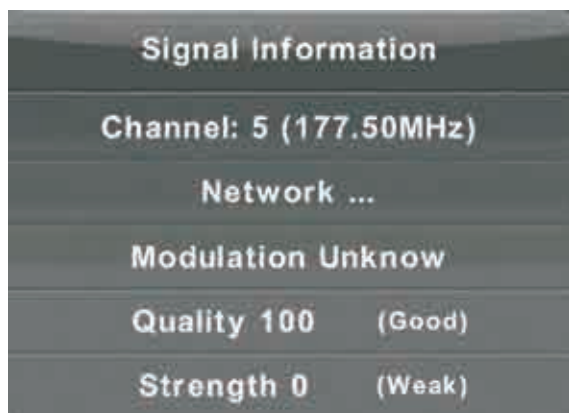 Signal Information
Channel: 5 (177.50MHz)
Network ...
Modulation Unknow
Quality 100 (Good)
Strength 0 (Weak)